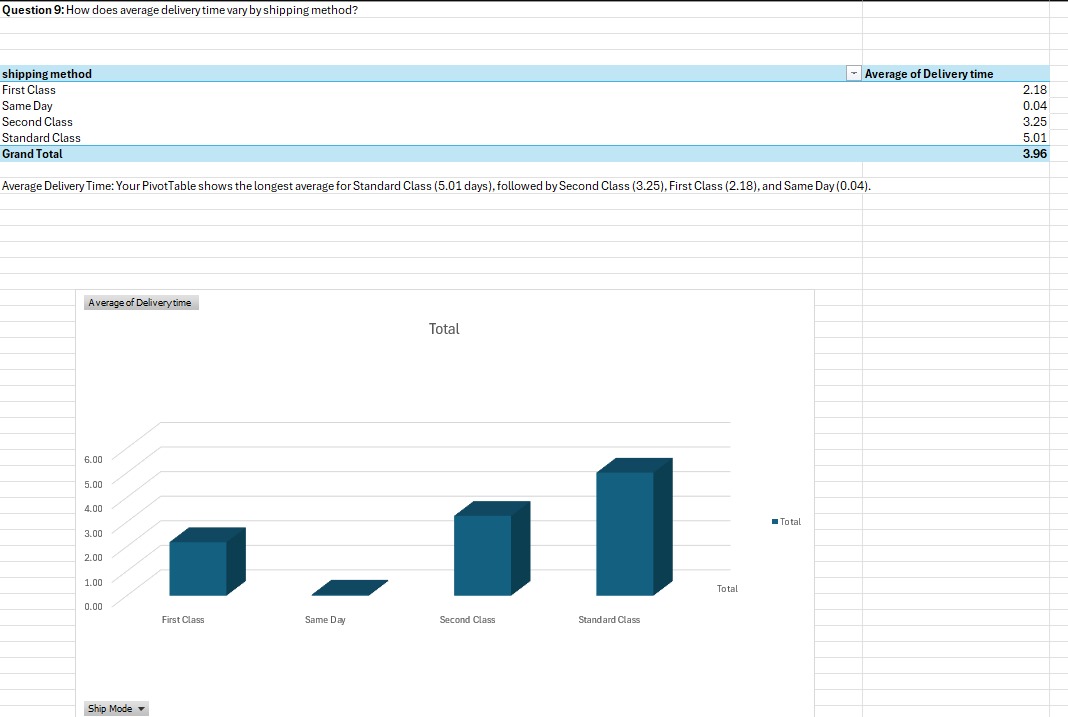 Question 9: How does average delivery time vary by shipping method?
shipping method Average of Delivery time
First Class 2.18
Same Day 0.04
Second Class 3.25
Standard Class 5.01
Grand Total 3.96
Average Delivery Time: Your PivotTable shows the longest average for Standard Class (5.01 days), followed by Second Class (3.25), First Class (2.18), and Same Day (0.04).
Average of Delivery time
Total
6.00
5.00
4.00
3.00
2.00
1.00
0.00
Total
Total
First Class Same Day Second Class Standard Class
Ship Mode